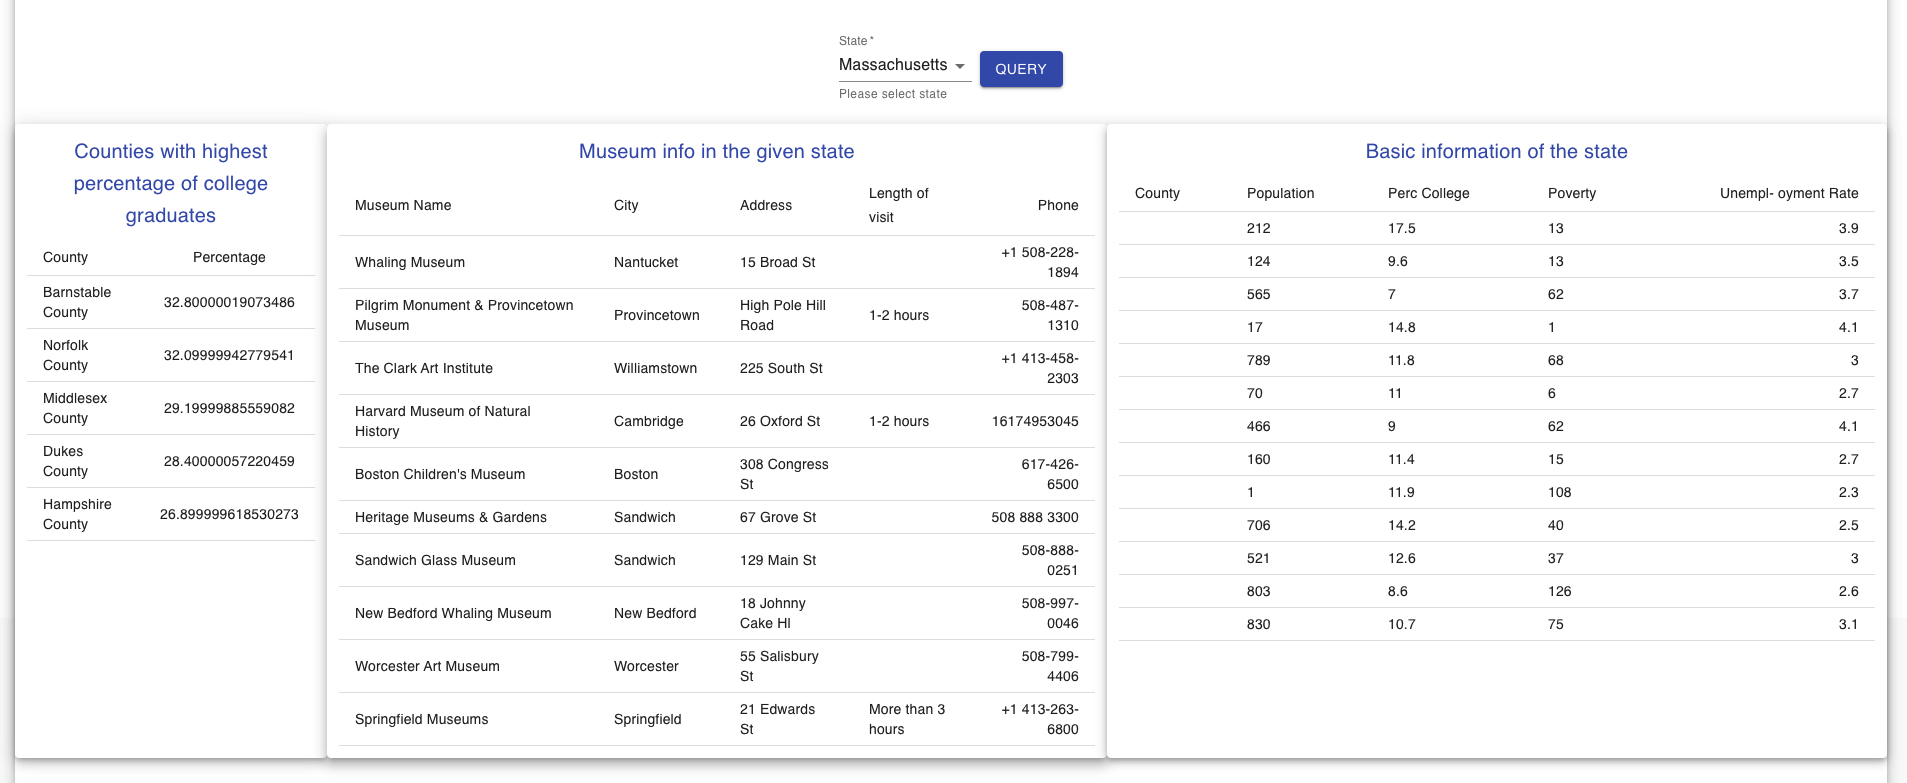 State *
Massachusetts
QUERY
Please select state
Counties with highest
percentage of college
graduates
County Percentage
Barnstable
County
32.80000019073486
Norfolk
County
32.09999942779541
Middlesex
County
29.19999885559082
Dukes
County
28.40000057220459
Hampshire
County
26.899999618530273
Museum info in the given state
Museum Name City Address Length of
visit
Phone
Whaling Museum Nantucket 15 Broad St +1 508-228-
1894
Pilgrim Monument & Provincetown
Museum
Provincetown
High Pole Hill
Road
1-2 hours
508-487-
1310
The Clark Art Institute Williamstown 225 South St +1 413-458-
2303
Harvard Museum of Natural
History
Cambridge 26 Oxford St 1-2 hours 16174953045
Boston Children's Museum Boston
308 Congress
St
617-426-
6500
Heritage Museums & Gardens Sandwich 67 Grove St 508 888 3300
Sandwich Glass Museum Sandwich 129 Main St
508-888-
0251
New Bedford Whaling Museum New Bedford
18 Johnny
Cake Hl
508-997-
0046
Worcester Art Museum Worcester
55 Salisbury
St
508-799-
4406
Springfield Museums Springfield
21 Edwards
St
More than 3
hours
+1 413-263-
6800
Basic information of the state
County Population Perc College Poverty Unempl- oyment Rate
212 17.5 13 3.9
124 9.6 13 3.5
565 7 62 3.7
17 14.8 1 4.1
789 11.8 68 3
70 11 6 2.7
466 9 62 4.1
160 11.4 15 2.7
1 11.9 108 2.3
706 14.2 40 2.5
521 12.6 37 3
803 8.6 126 2.6
830 10.7 75 3.1